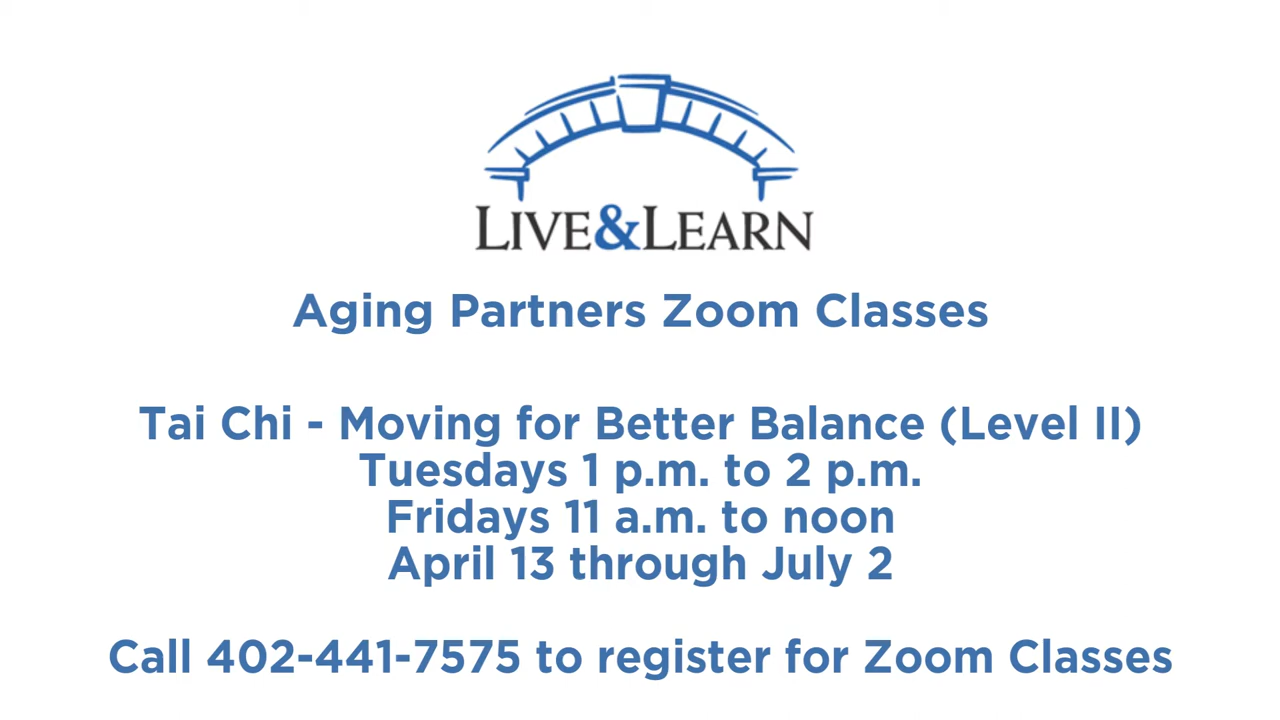 LIVE&LEARN
Aging Partners Zoom Classes
Tai Chi - Moving for Better Balance (Level II)
Tuesdays 1 p.m. to 2 p.m.
Fridays 11 a.m. to noon
April 13 through July 2
Call 402-441-7575 to register for Zoom Classes